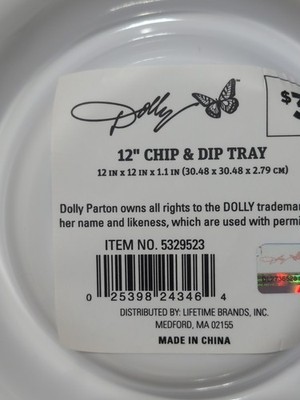 Dolly
$7
12" CHIP & DIP TRAY
12 IN x 12 IN x 1.1 IN (30.48 x 30.48 x 2.79 CM)
Dolly Parton owns all rights to the DOLLY trademar
her name and likeness, which are used with permi
ITEM NO. 5329523
0 25398 24346 4
Dolly
DISTRIBUTED BY: LIFETIME BRANDS, INC.
MEDFORD, MA 02155
MADE IN CHINA